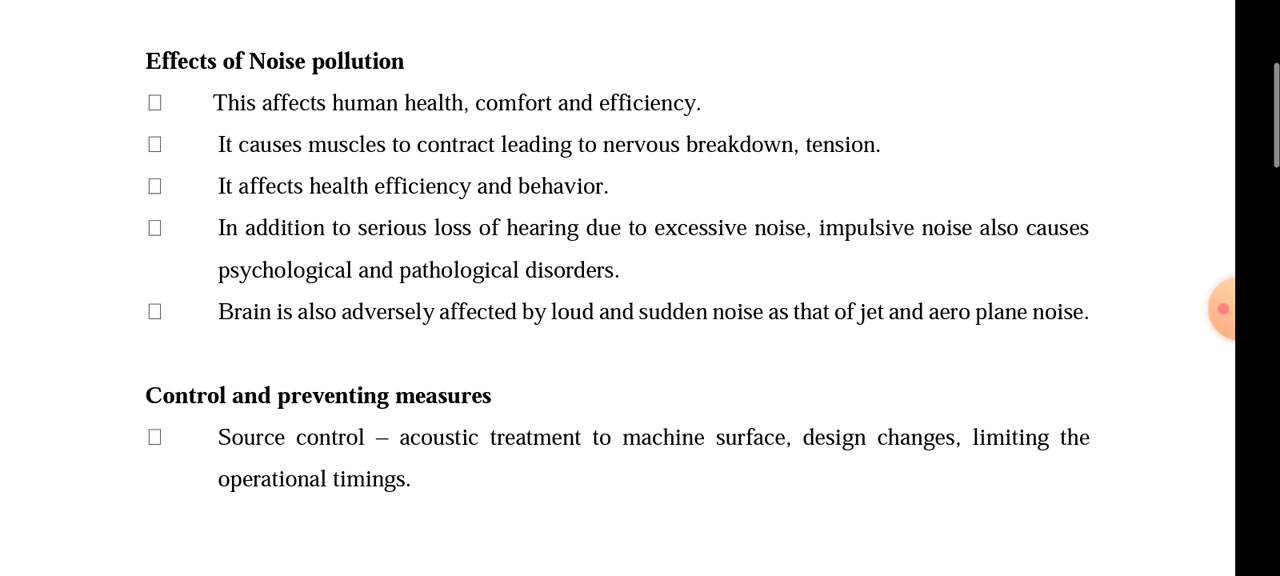 Effects of Noise pollution
This affects human health, comfort and efficiency.
It causes muscles to contract leading to nervous breakdown, tension.
It affects health efficiency and behavior.
In addition to serious loss of hearing due to excessive noise, impulsive noise also causes
psychological and pathological disorders.
Brain is also adversely affected by loud and sudden noise as that of jet and aero plane noise.
Control and preventing measures
Source control – acoustic treatment to machine surface, design changes, limiting the
operational timings.